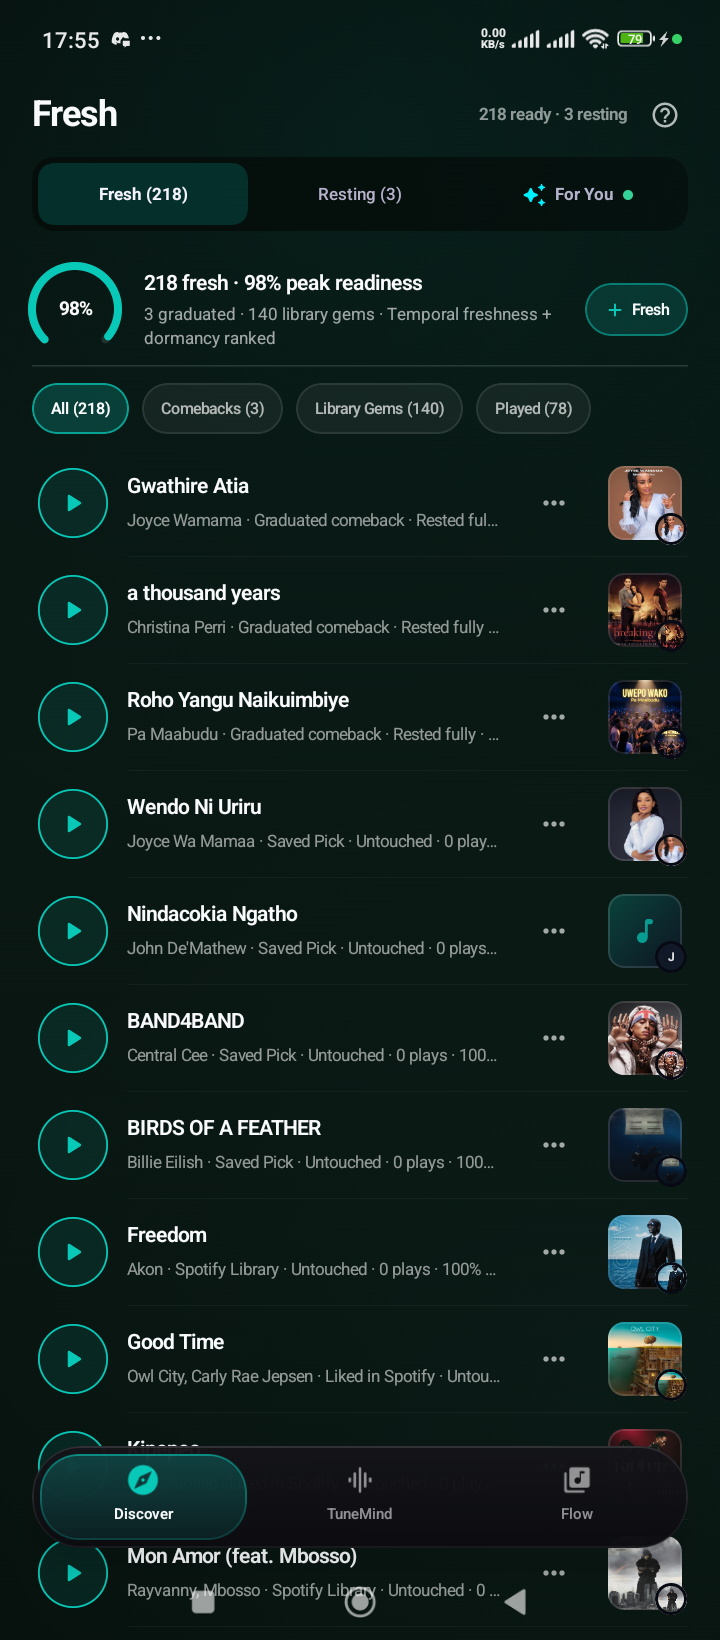 17:55
0.00
KB/s
79
Fresh
218 ready · 3 resting
Fresh (218)
Resting (3)
For You
98%
218 fresh · 98% peak readiness
3 graduated · 140 library gems · Temporal freshness +
dormancy ranked
+ Fresh
All (218)
Comebacks (3)
Library Gems (140)
Played (78)
Gwathire Atia
Joyce Wamama · Graduated comeback · Rested ful...
a thousand years
Christina Perri · Graduated comeback · Rested fully ...
breaking
Roho Yangu Naikuimbiye
Pa Maabudu · Graduated comeback · Rested fully · ...
UWEPO WAKO
Pa Maabudu
Wendo Ni Uriru
Joyce Wa Mamaa · Saved Pick · Untouched · 0 play...
Nindacokia Ngatho
John De'Mathew · Saved Pick · Untouched · 0 plays...
J
BAND4BAND
Central Cee · Saved Pick · Untouched · 0 plays · 100...
BIRDS OF A FEATHER
Billie Eilish · Saved Pick · Untouched · 0 plays · 100...
Freedom
Akon · Spotify Library · Untouched · 0 plays · 100% ...
Good Time
Owl City, Carly Rae Jepsen · Liked in Spotify · Untou...
OWL CITY
Discover
TuneMind
Flow
Mon Amor (feat. Mbosso)
Rayvanny, Mbosso · Spotify Library · Untouched · 0 ...